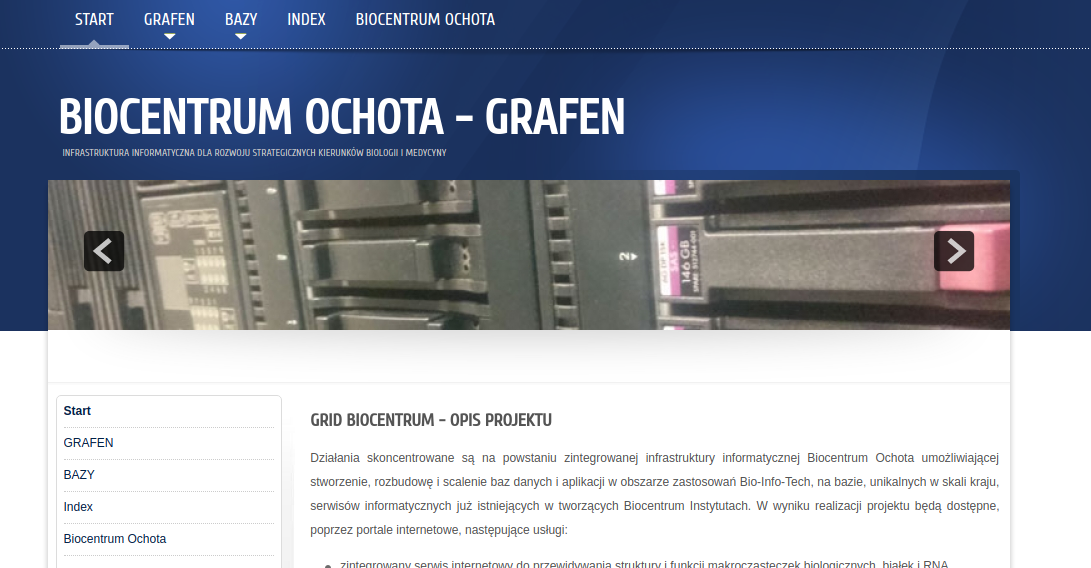 START GRAFEN BAZY INDEX BIOCENTRUM OCHOTA
BIOCENTRUM OCHOTA - GRAFEN
INFRASTRUKTURA INFORMATYCZNA DLA ROZWOJU STRATEGICZNYCH KIERUNKÓW BIOLOGII I MEDYCYNY
2
146 GB
Start
GRAFEN
BAZY
Index
Biocentrum Ochota
GRID BIOCENTRUM - OPIS PROJEKTU
Działania skoncentrowane są na powstaniu zintegrowanej infrastruktury informatycznej Biocentrum Ochota umożliwiającej
stworzenie, rozbudowę i scalenie baz danych i aplikacji w obszarze zastosowań Bio-Info-Tech, na bazie, unikalnych w skali kraju,
serwisów informatycznych już istniejących w tworzących Biocentrum Instytutach. W wyniku realizacji projektu będą dostępne,
poprzez portale internetowe, następujące usługi:
zintegrowany serwis internetowy do przewidywania struktury i funkcji makrocząsteczek biologicznych, białek i RNA